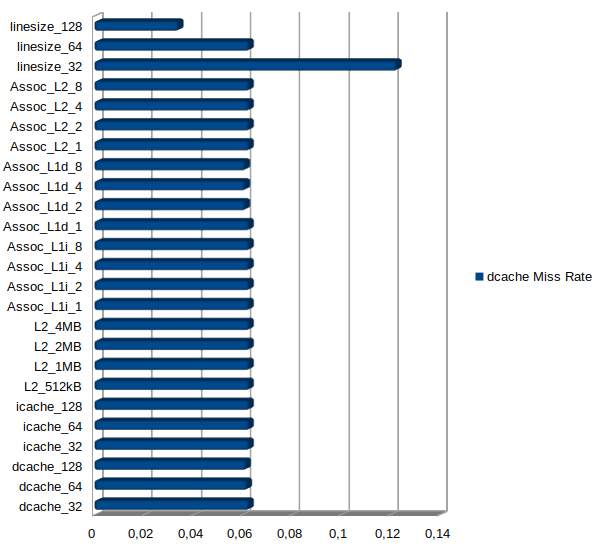 linesize_128
linesize_64
linesize_32
Assoc_L2_8
Assoc_L2_4
Assoc_L2_2
Assoc_L2_1
Assoc_L1d_8
Assoc_L1d_4
Assoc_L1d_2
Assoc_L1d_1
Assoc_L1i_8
Assoc_L1i_4
Assoc_L1i_2
Assoc_L1i_1
L2_4MB
L2_2MB
L2_1MB
L2_512kB
icache_128
icache_64
icache_32
dcache_128
dcache_64
dcache_32
0 0,02 0,04 0,06 0,08 0,1 0,12 0,14
dcache Miss Rate